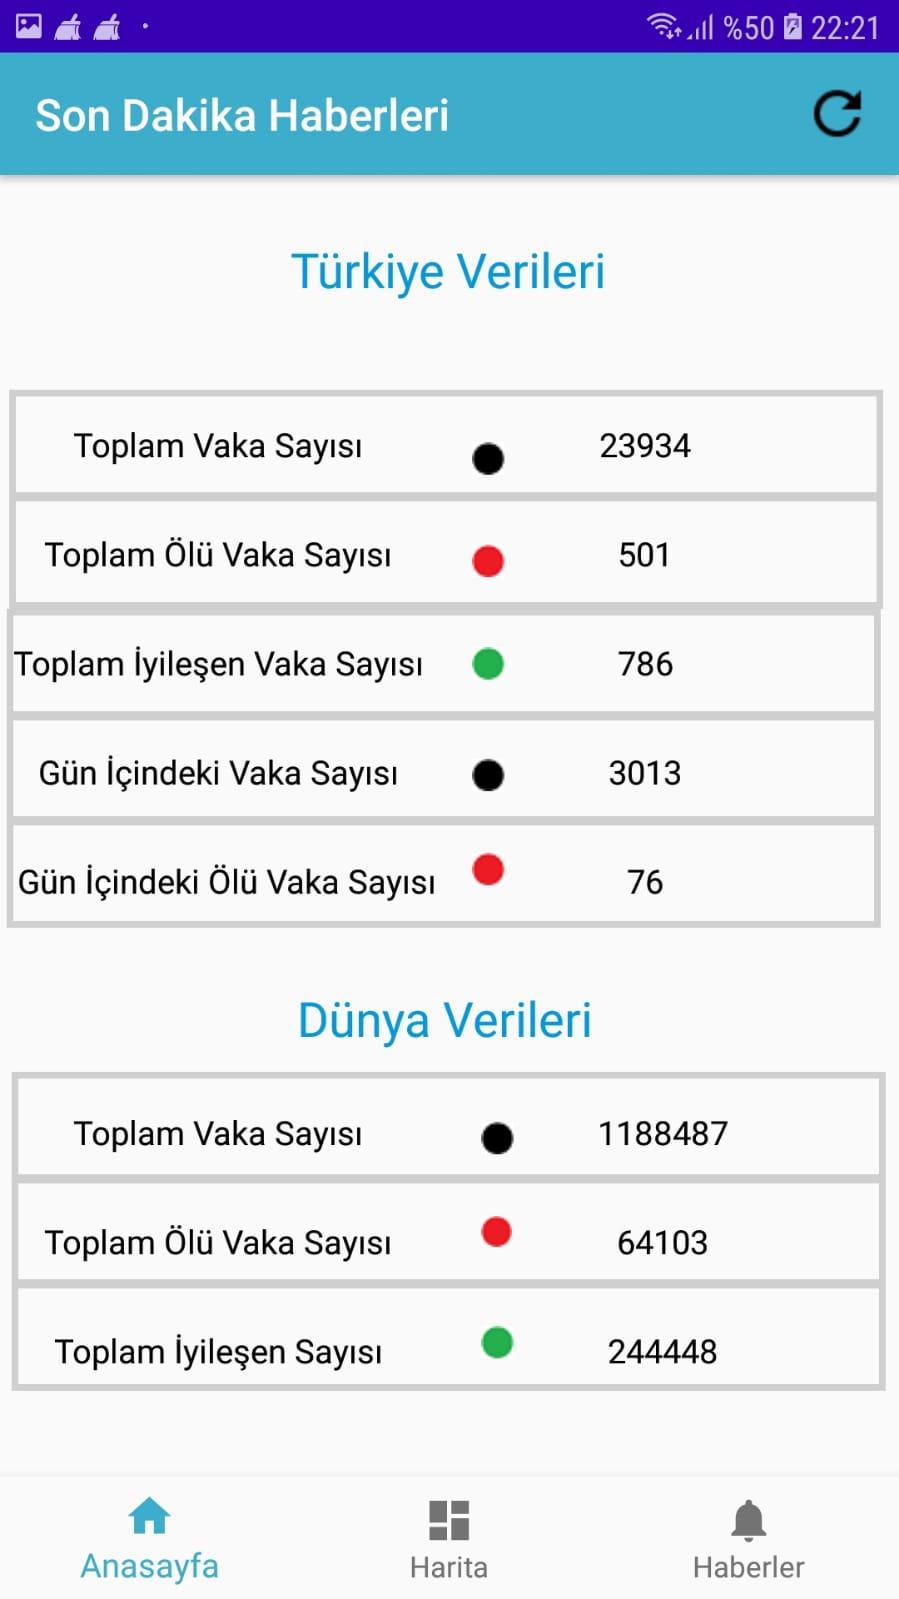 %50 22:21
Son Dakika Haberleri
Türkiye Verileri
Toplam Vaka Sayısı 23934
Toplam Ölü Vaka Sayısı 501
Toplam İyileşen Vaka Sayısı 786
Gün İçindeki Vaka Sayısı 3013
Gün İçindeki Ölü Vaka Sayısı 76
Dünya Verileri
Toplam Vaka Sayısı 1188487
Toplam Ölü Vaka Sayısı 64103
Toplam İyileşen Sayısı 244448
Anasayfa Harita Haberler